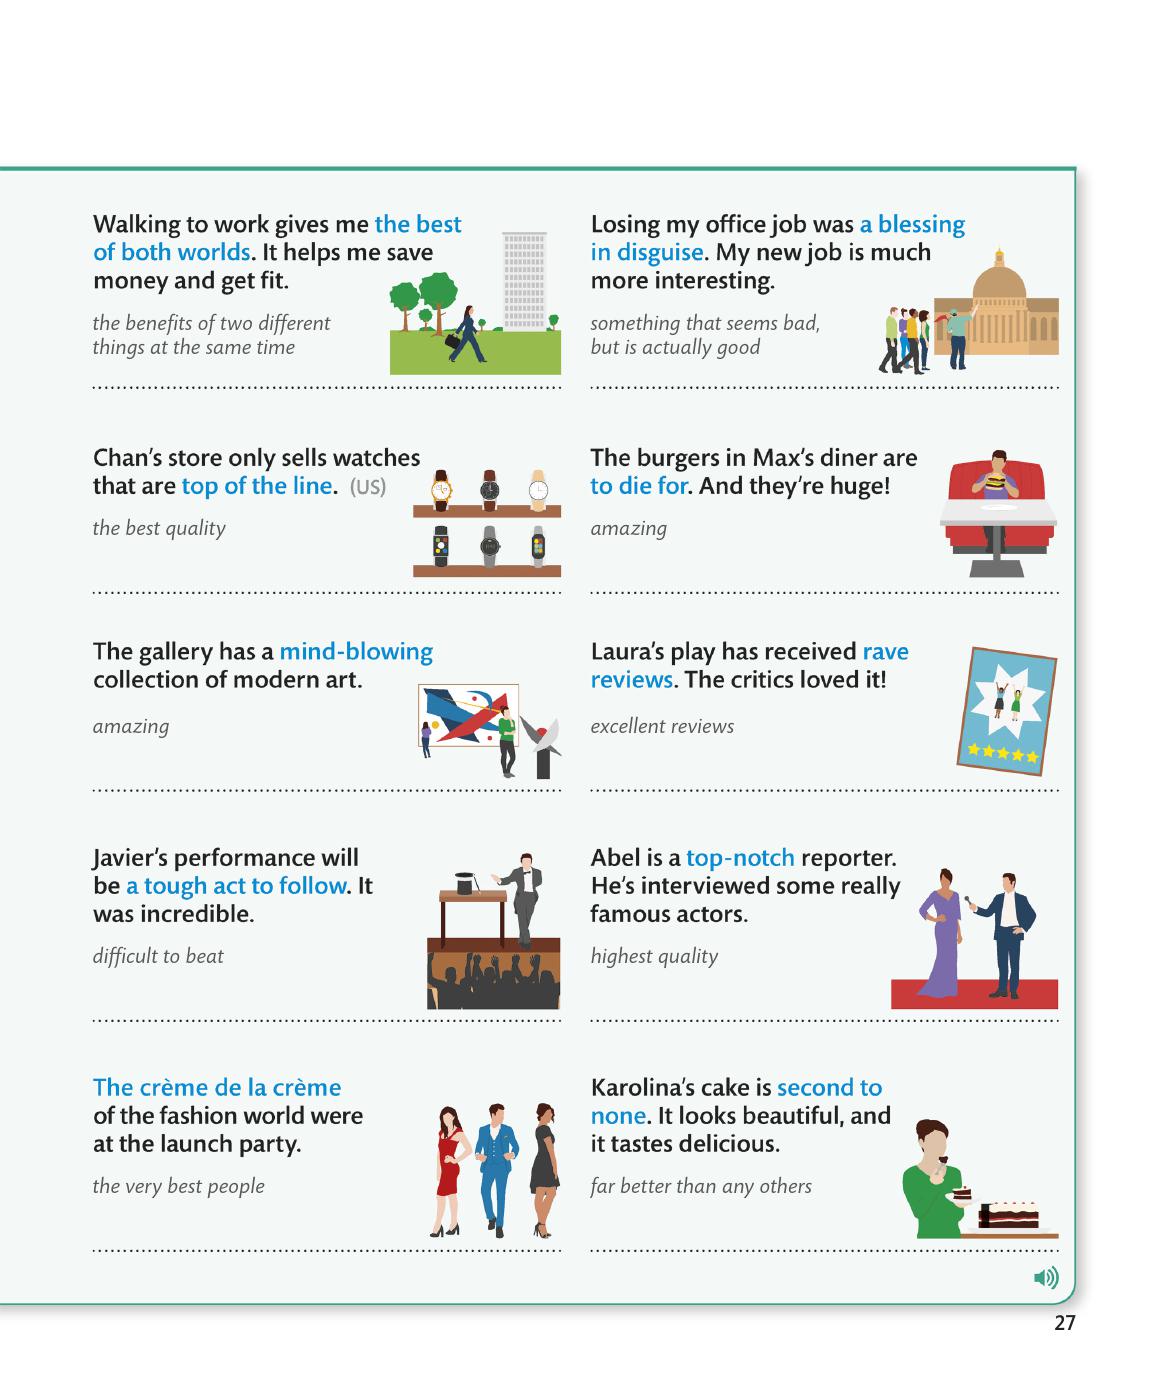 Walking to work gives me the best
of both worlds. It helps me save
money and get fit.
the benefits of two different
things at the same time
Losing my office job was a blessing
in disguise. My new job is much
more interesting.
something that seems bad,
but is actually good
Chan's store only sells watches
that are top of the line. (US)
the best quality
The burgers in Max's diner are
to die for. And they're huge!
amazing
The gallery has a mind-blowing
collection of modern art.
amazing
Laura's play has received rave
reviews. The critics loved it!
excellent reviews
Javier's performance will
be a tough act to follow. It
was incredible.
difficult to beat
Abel is a top-notch reporter.
He's interviewed some really
famous actors.
highest quality
The crème de la crème
of the fashion world were
at the launch party.
the very best people
Karolina's cake is second to
none. It looks beautiful, and
it tastes delicious.
far better than any others
27